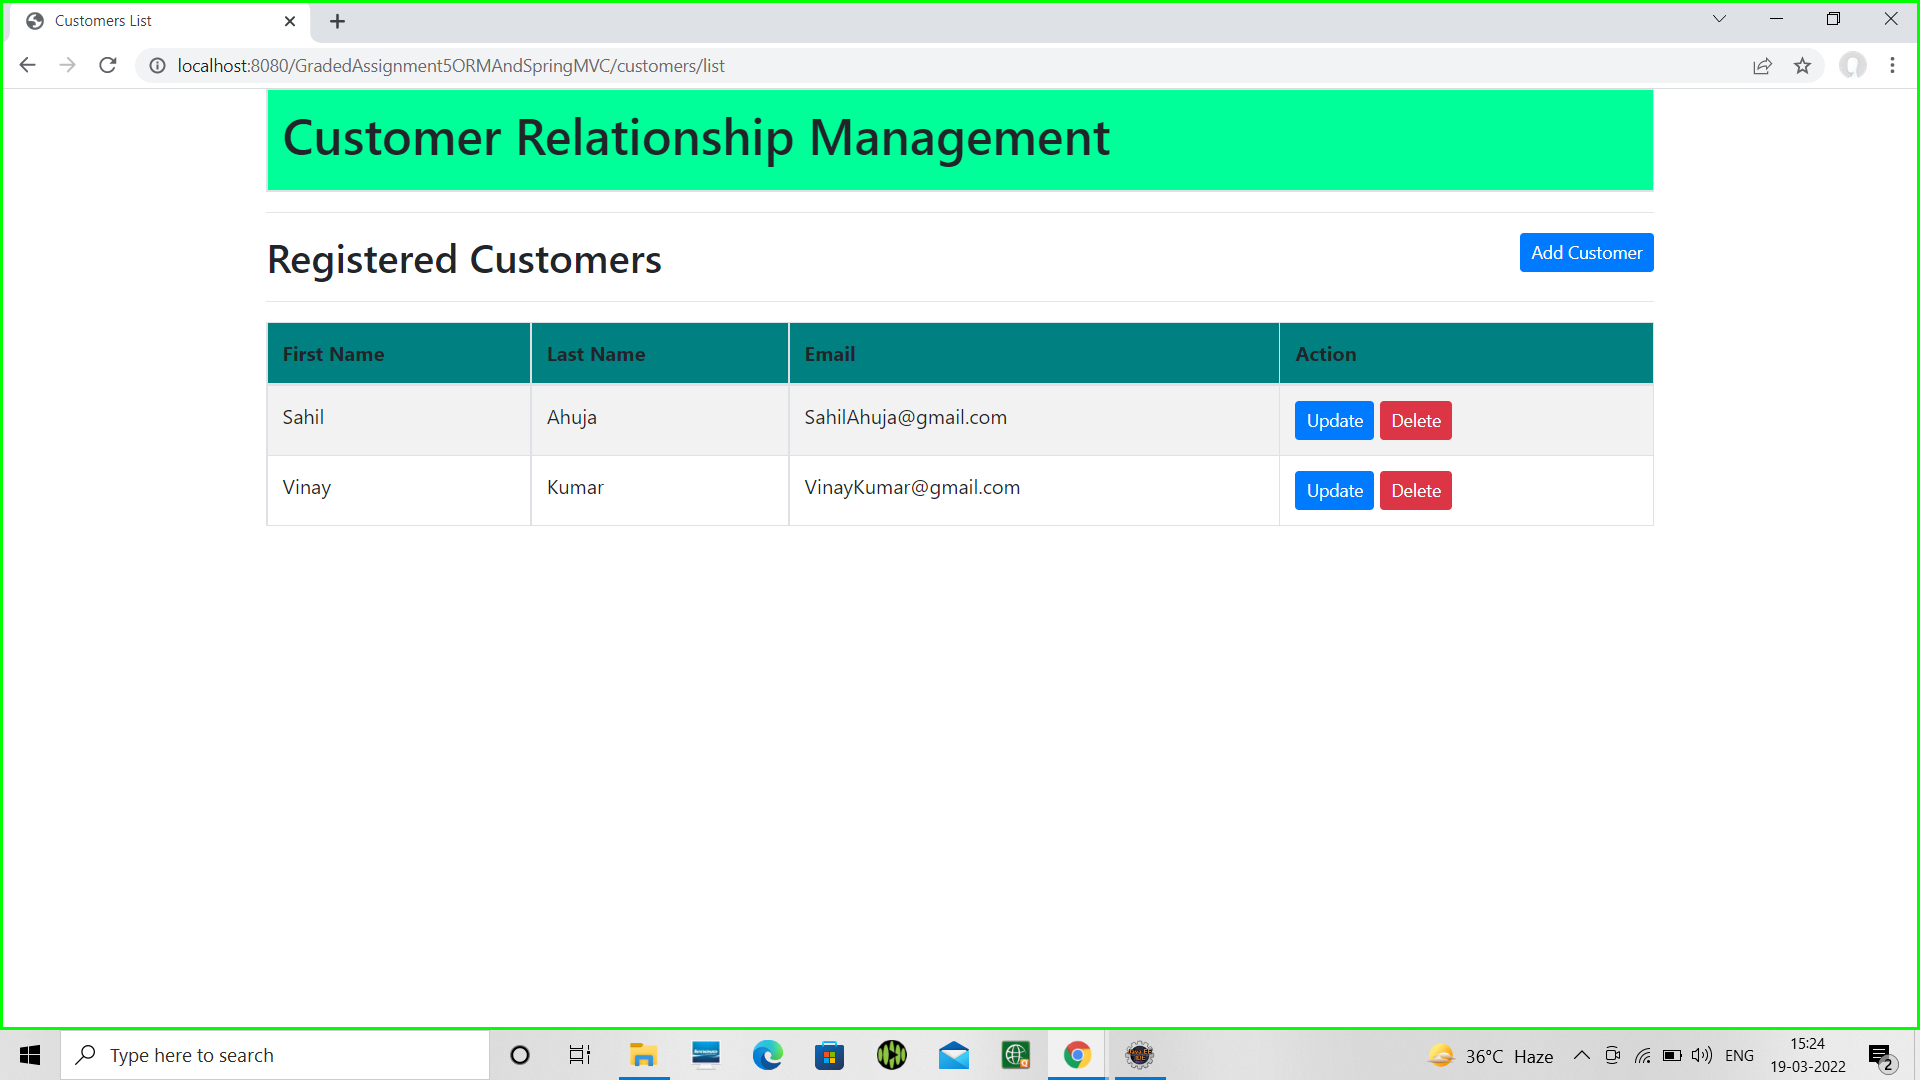 Customers List
localhost:8080/GradedAssignment5ORMAndSpringMVC/customers/list
Customer Relationship Management
Registered Customers
Add Customer
First Name Last Name Email Action
Sahil Ahuja SahilAhuja@gmail.com Update Delete
Vinay Kumar VinayKumar@gmail.com Update Delete
Type here to search
36°C Haze
ENG
15:24
19-03-2022
2